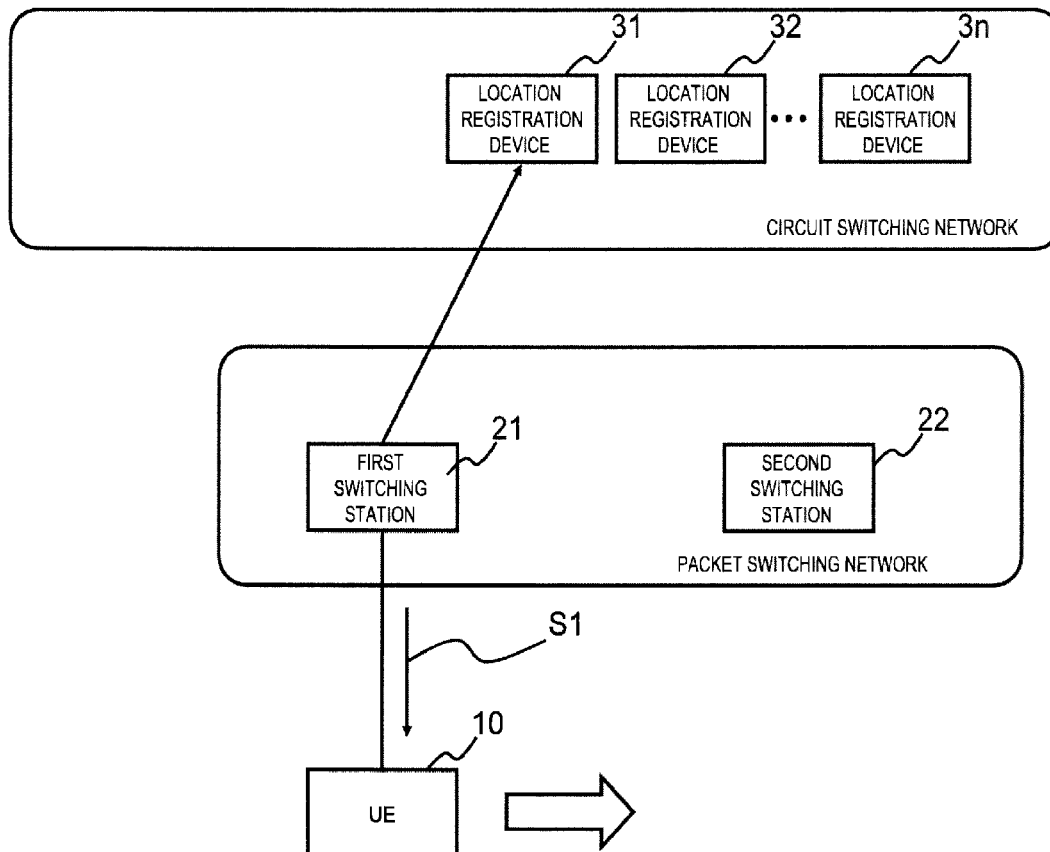 31
32
3n
LOCATION
REGISTRATION
DEVICE
LOCATION
REGISTRATION
DEVICE
...
LOCATION
REGISTRATION
DEVICE
CIRCUIT SWITCHING NETWORK
21
FIRST
SWITCHING
STATION
22
SECOND
SWITCHING
STATION
PACKET SWITCHING NETWORK
S1
10
UE